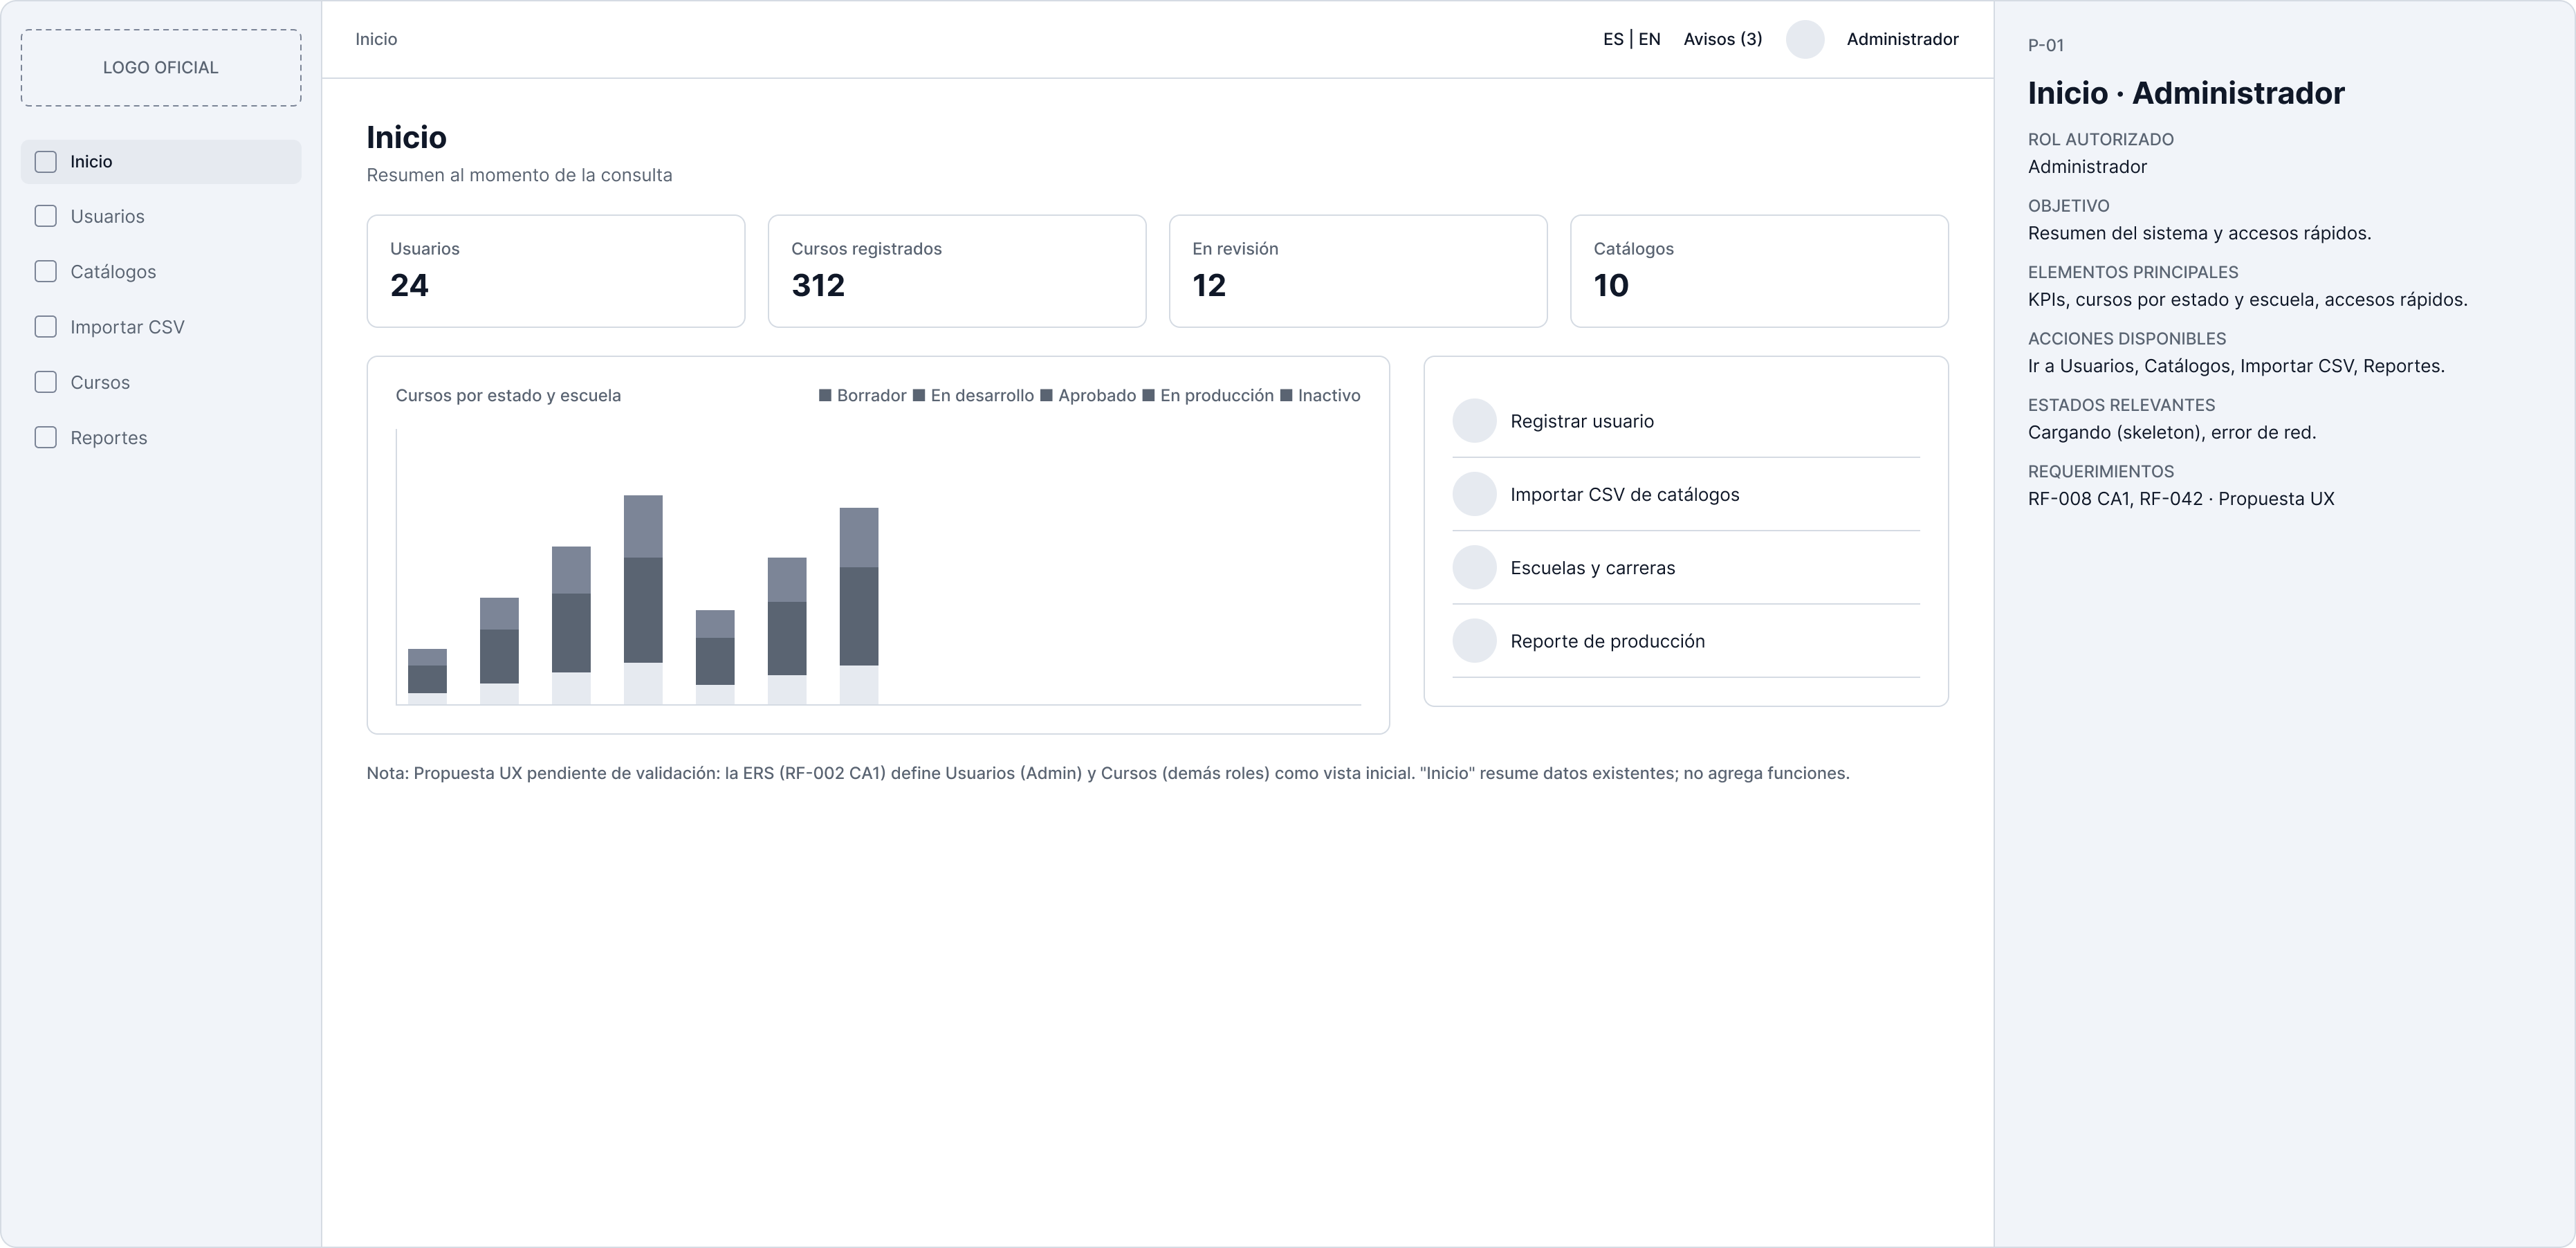 LOGO OFICIAL
Inicio
Usuarios
Catálogos
Importar CSV
Cursos
Reportes
Inicio
ES | EN
Avisos (3)
Administrador
Inicio
Resumen al momento de la consulta
Usuarios
24
Cursos registrados
312
En revisión
12
Catálogos
10
Cursos por estado y escuela
Borrador
En desarrollo
Aprobado
En producción
Inactivo
Registrar usuario
Importar CSV de catálogos
Escuelas y carreras
Reporte de producción
Nota: Propuesta UX pendiente de validación: la ERS (RF-002 CA1) define Usuarios (Admin) y Cursos (demás roles) como vista inicial. "Inicio" resume datos existentes; no agrega funciones.
P-01
Inicio · Administrador
ROL AUTORIZADO
Administrador
OBJETIVO
Resumen del sistema y accesos rápidos.
ELEMENTOS PRINCIPALES
KPIs, cursos por estado y escuela, accesos rápidos.
ACCIONES DISPONIBLES
Ir a Usuarios, Catálogos, Importar CSV, Reportes.
ESTADOS RELEVANTES
Cargando (skeleton), error de red.
REQUERIMIENTOS
RF-008 CA1, RF-042 · Propuesta UX